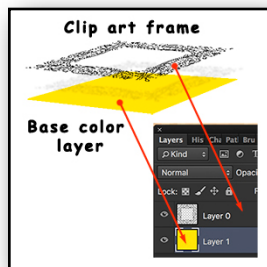 Clip art frame
Base color
layer
Layers His Chi Pat Bru
Kind
Normal Opaci
Lock:
Layer 0
Layer 1